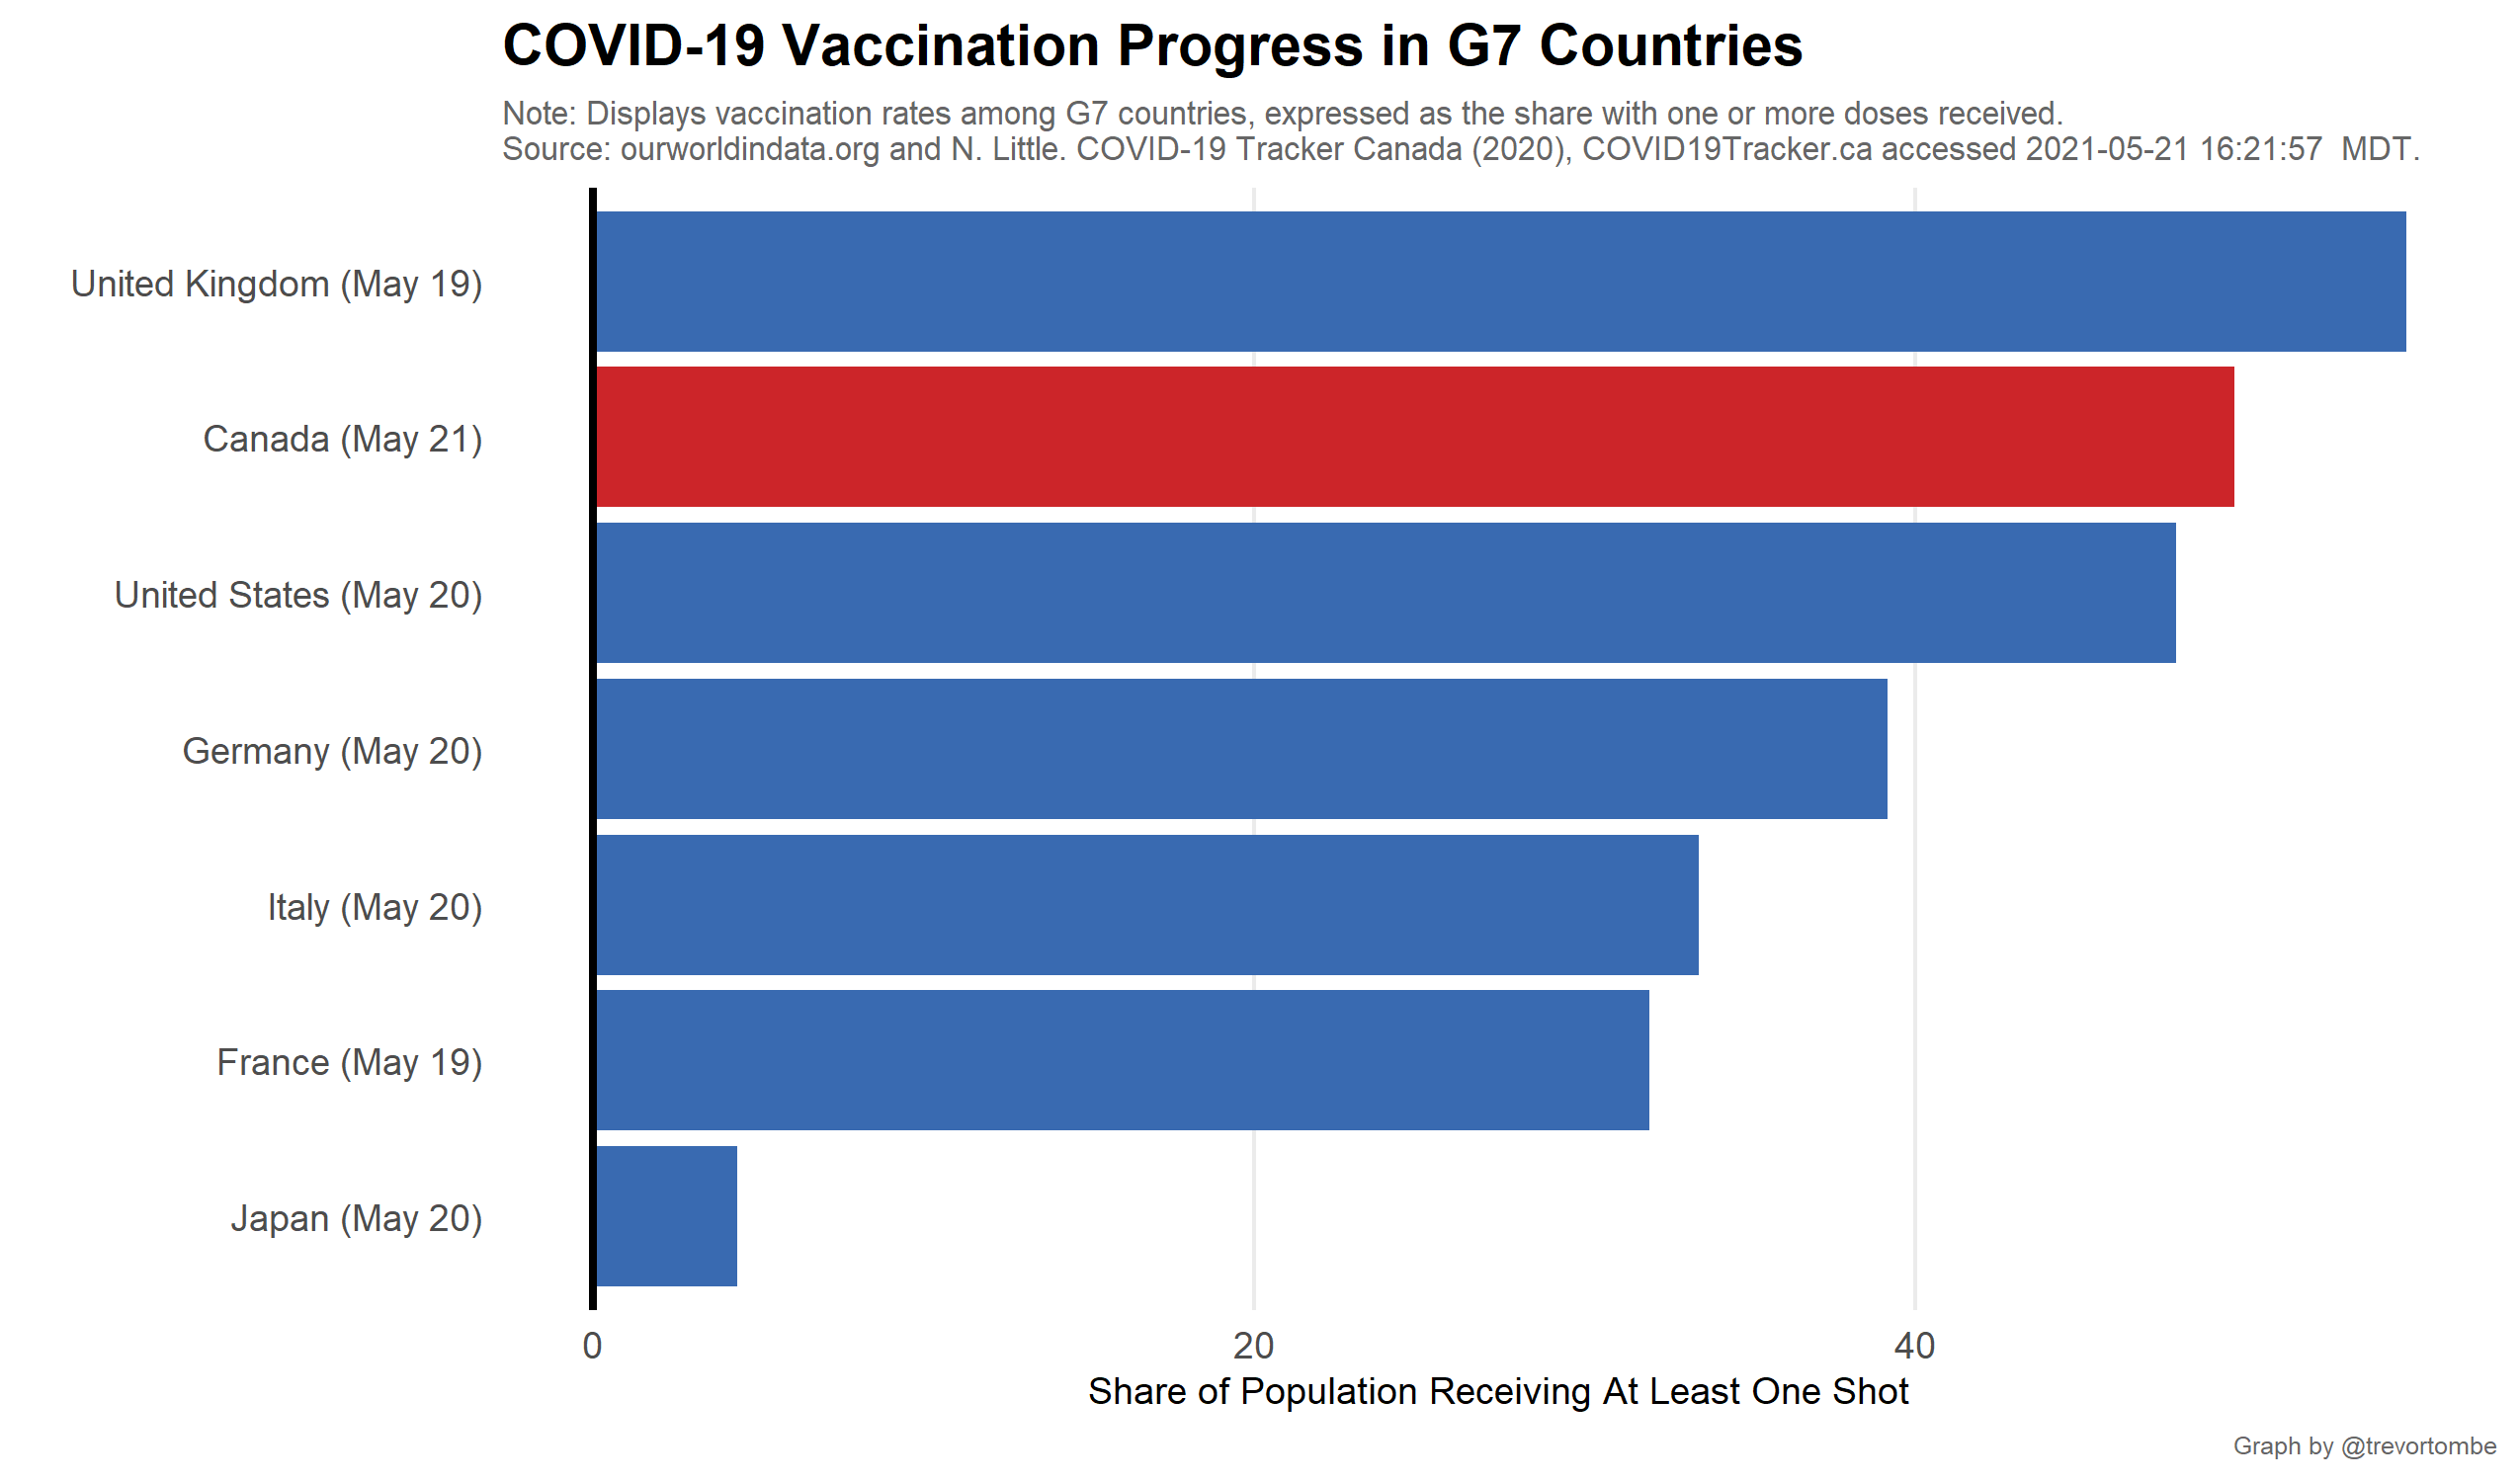 COVID-19 Vaccination Progress in G7 Countries
Note: Displays vaccination rates among G7 countries, expressed as the share with one or more doses received.
Source: ourworldindata.org and N. Little. COVID-19 Tracker Canada (2020), COVID19Tracker.ca accessed 2021-05-21 16:21:57  MDT.
United Kingdom (May 19)
Canada (May 21)
United States (May 20)
Germany (May 20)
Italy (May 20)
France (May 19)
Japan (May 20)
0 20 40
Share of Population Receiving At Least One Shot
Graph by @trevortombe